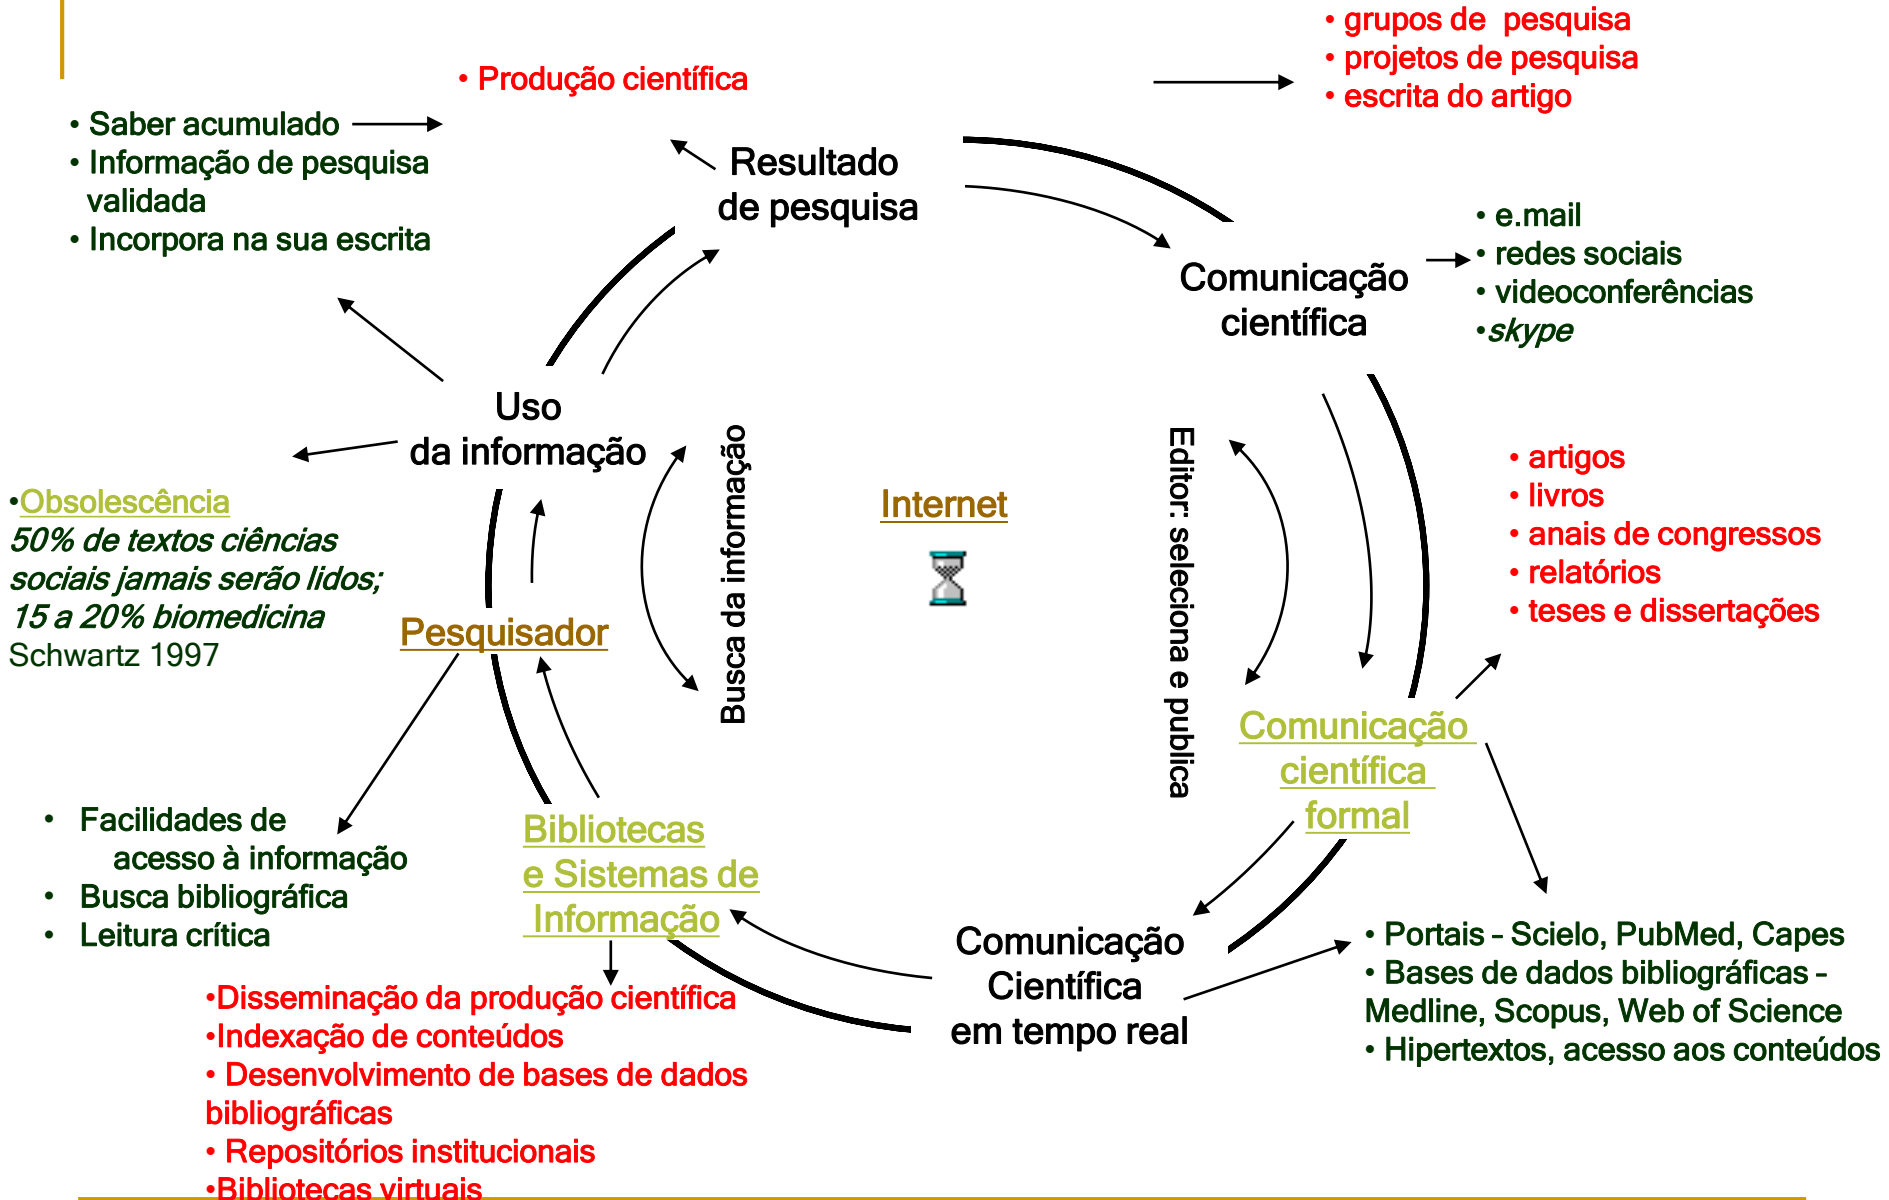 • grupos de  pesquisa
• projetos de pesquisa
• escrita do artigo
• Produção científica
• Saber acumulado
• Informação de pesquisa
validada
• Incorpora na sua escrita
Resultado
de pesquisa
Comunicação
científica
• e.mail
• redes sociais
• videoconferências
•skype
Uso
da informação
Busca da informação
Internet
Editor: seleciona e publica
• artigos
• livros
• anais de congressos
• relatórios
• teses e dissertações
•Obsolescência
50% de textos ciências
sociais jamais serão lidos;
15 a 20% biomedicina
Schwartz 1997
Pesquisador
Comunicação
científica
formal
• Facilidades de
acesso à informação
• Busca bibliográfica
• Leitura crítica
Bibliotecas
e Sistemas de
Informação
Comunicação
Científica
em tempo real
• Portais – Scielo, PubMed, Capes
• Bases de dados bibliográficas –
Medline, Scopus, Web of Science
• Hipertextos, acesso aos conteúdos
•Disseminação da produção científica
•Indexação de conteúdos
• Desenvolvimento de bases de dados
bibliográficas
• Repositórios institucionais
•Bibliotecas virtuais